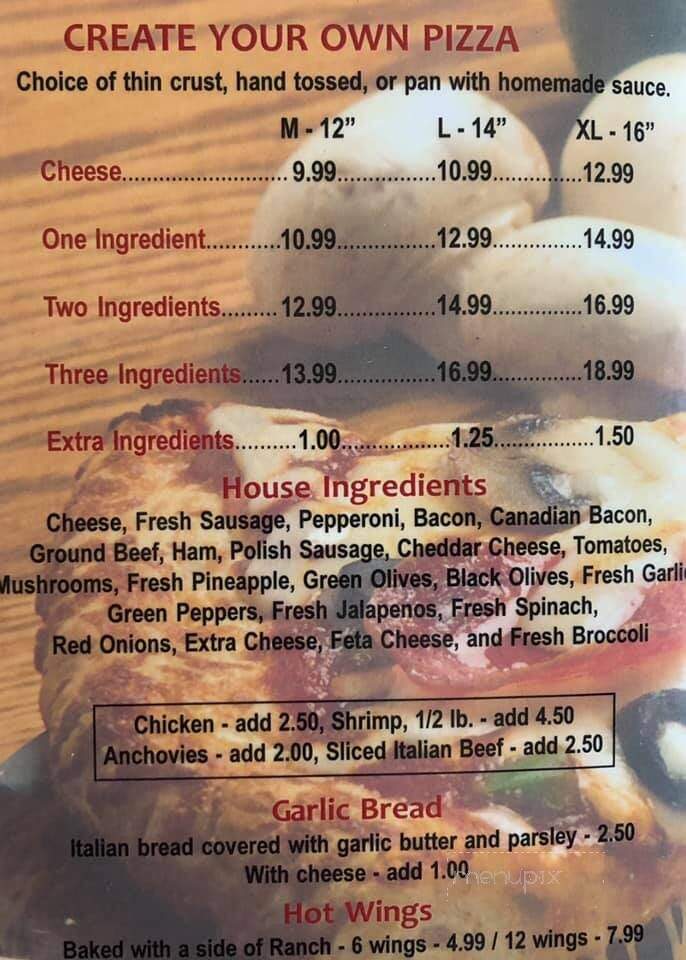 CREATE YOUR OWN PIZZA
Choice of thin crust, hand tossed, or pan with homemade sauce.
M - 12” L - 14” XL - 16”
Cheese......................... 9.99................10.99...............12.99
One Ingredient............10.99................12.99...............14.99
Two Ingredients......... 12.99................14.99...............16.99
Three Ingredients......13.99................16.99...............18.99
Extra Ingredients..........1.00..................1.25.................1.50
House Ingredients
Cheese, Fresh Sausage, Pepperoni, Bacon, Canadian Bacon,
Ground Beef, Ham, Polish Sausage, Cheddar Cheese, Tomatoes,
Mushrooms, Fresh Pineapple, Green Olives, Black Olives, Fresh Garlic
Green Peppers, Fresh Jalapenos, Fresh Spinach,
Red Onions, Extra Cheese, Feta Cheese, and Fresh Broccoli
Chicken - add 2.50, Shrimp, 1/2 lb. - add 4.50
Anchovies - add 2.00, Sliced Italian Beef - add 2.50
Garlic Bread
Italian bread covered with garlic butter and parsley - 2.50
With cheese - add 1.00
menupix
Hot Wings
Baked with a side of Ranch - 6 wings - 4.99 / 12 wings - 7.99